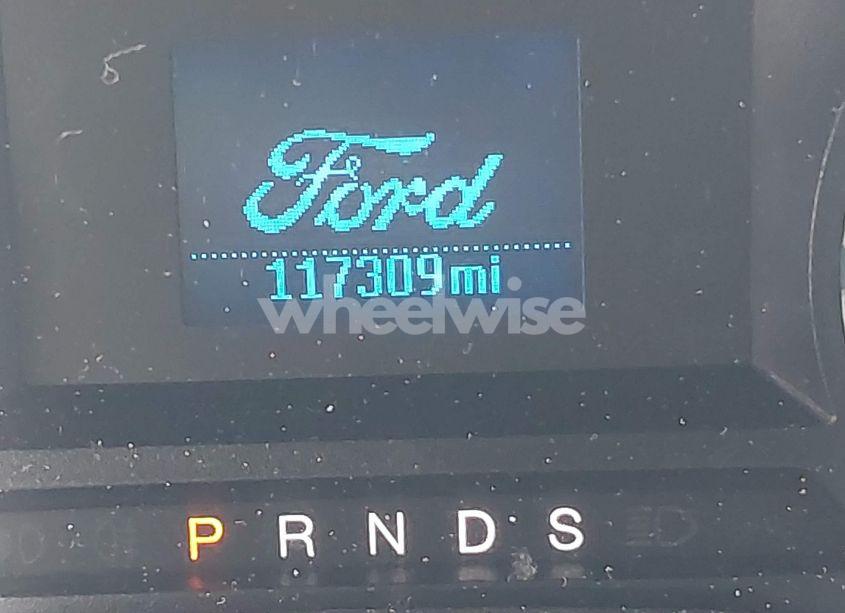 Ford
117309mi
wheelwise
P R N D S